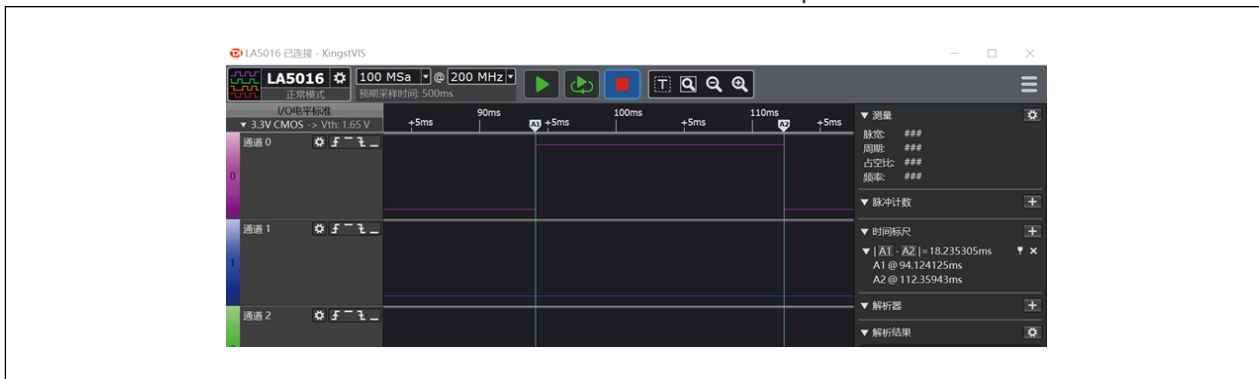 LA5016 已连接 - KingstVIS
LA5016 100 MSa @ 200 MHz
正常模式 预期采样时间: 500ms
T
I/O电平标准
3.3V CMOS -> Vth: 1.65 V
90ms 100ms 110ms
+5ms A1 +5ms +5ms A2 +5ms
通道 0
0
通道 1
1
通道 2
测量
脉宽: ###
周期: ###
占空比: ###
频率: ###
脉冲计数
时间标尺
| A1 - A2 |=18.235305ms
A1 @ 94.124125ms
A2 @ 112.35943ms
解析器
解析结果